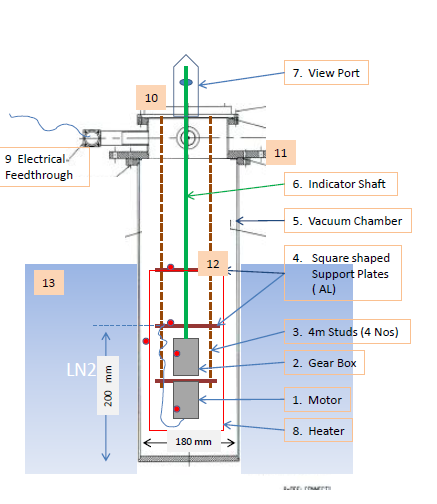 7. View Port
10
11
9 Electrical
Feedthrough
6. Indicator Shaft
5. Vacuum Chamber
12
4. Square shaped
Support Plates
( AL)
13
3. 4m Studs (4 Nos)
LN2
200 mm
2. Gear Box
1. Motor
8. Heater
180 mm